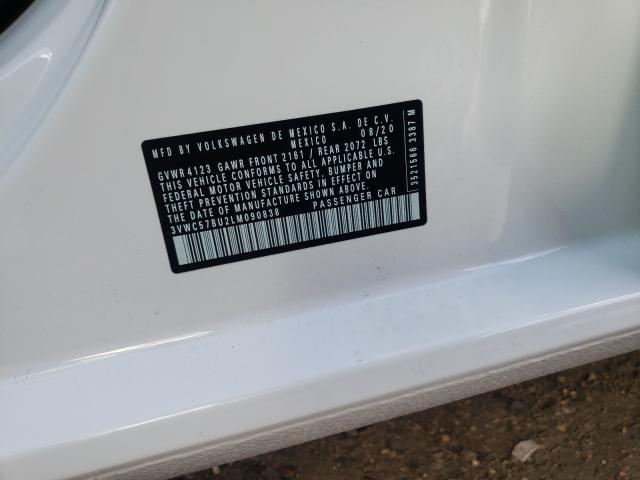 MFD BY VOLKSWAGEN DE MEXICO S.A. DE C.V.
MEXICO 08/20
GVWR 4123 GAWR FRONT 2161 / REAR 2072 LBS
THIS VEHICLE CONFORMS TO ALL APPLICABLE U.S.
FEDERAL MOTOR VEHICLE SAFETY, BUMPER AND
THEFT PREVENTION STANDARDS IN EFFECT ON
THE DATE OF MANUFACTURE SHOWN ABOVE.
3VWC57BU2LM090838 PASSENGER CAR
3521566 3387 M